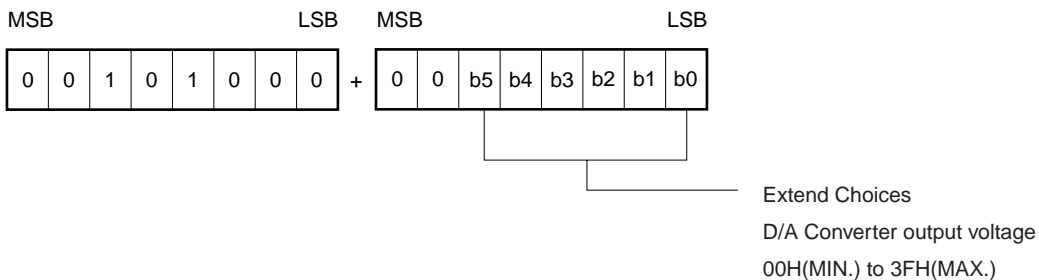 MSB LSB MSB LSB
0 0 1 0 1 0 0 0 + 0 0 b5 b4 b3 b2 b1 b0
Extend Choices
D/A Converter output voltage
00H(MIN.) to 3FH(MAX.)